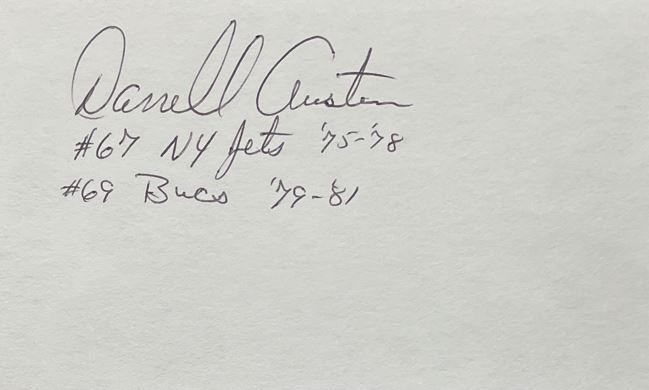 Darrell Austin
#67 NY Jets '75-'78
#69 Bucs '79-81